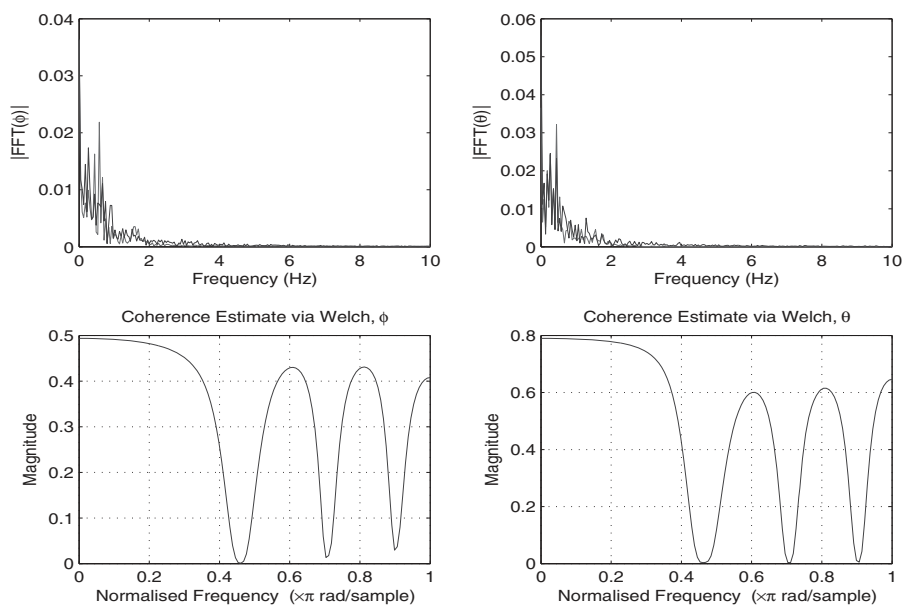 0.04
0.03
0.02
0.01
0
|FFT(ϕ)|
0 2 4 6 8 10
Frequency (Hz)
0.06
0.05
0.04
0.03
0.02
0.01
0
|FFT(θ)|
0 2 4 6 8 10
Frequency (Hz)
Coherence Estimate via Welch, ϕ
0.5
0.4
0.3
0.2
0.1
0
Magnitude
0 0.2 0.4 0.6 0.8 1
Normalised Frequency (×π rad/sample)
Coherence Estimate via Welch, θ
0.8
0.6
0.4
0.2
0
Magnitude
0 0.2 0.4 0.6 0.8 1
Normalised Frequency (×π rad/sample)